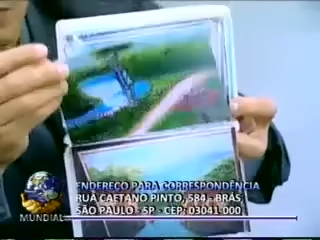 ENDEREÇO PARA CORRESPONDÊNCIA
RUA CAETANO PINTO, 584 - BRÁS
SÃO PAULO - SP - CEP: 03041-000
MUNDIAL